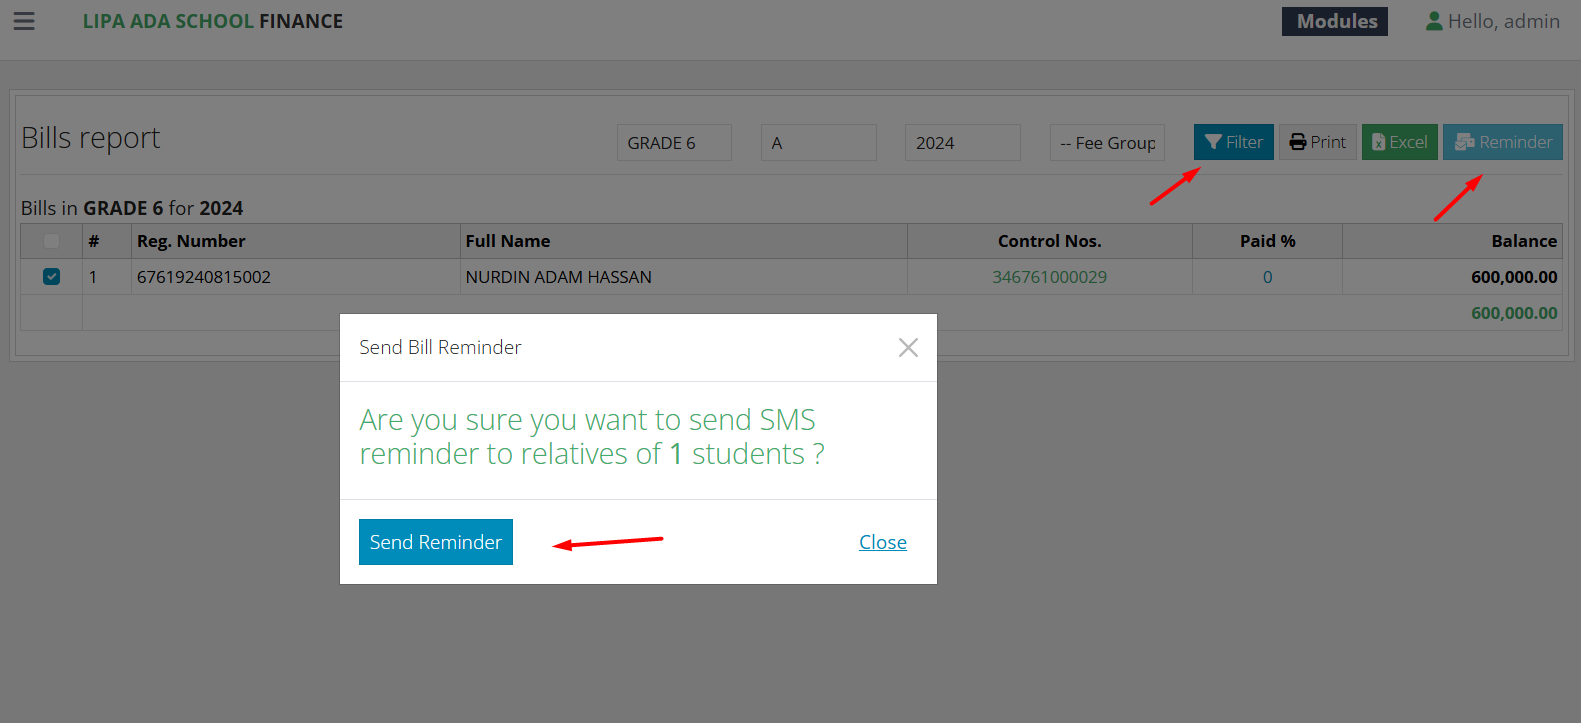 LIPA ADA SCHOOL FINANCE
Modules
Hello, admin
Bills report
GRADE 6
A
2024
-- Fee Group
Filter
Print
Excel
Reminder
Bills in GRADE 6 for 2024
# Reg. Number Full Name Control Nos. Paid % Balance
1 67619240815002 NURDIN ADAM HASSAN 346761000029 0 600,000.00
600,000.00
Send Bill Reminder
Are you sure you want to send SMS
reminder to relatives of 1 students ?
Send Reminder
Close